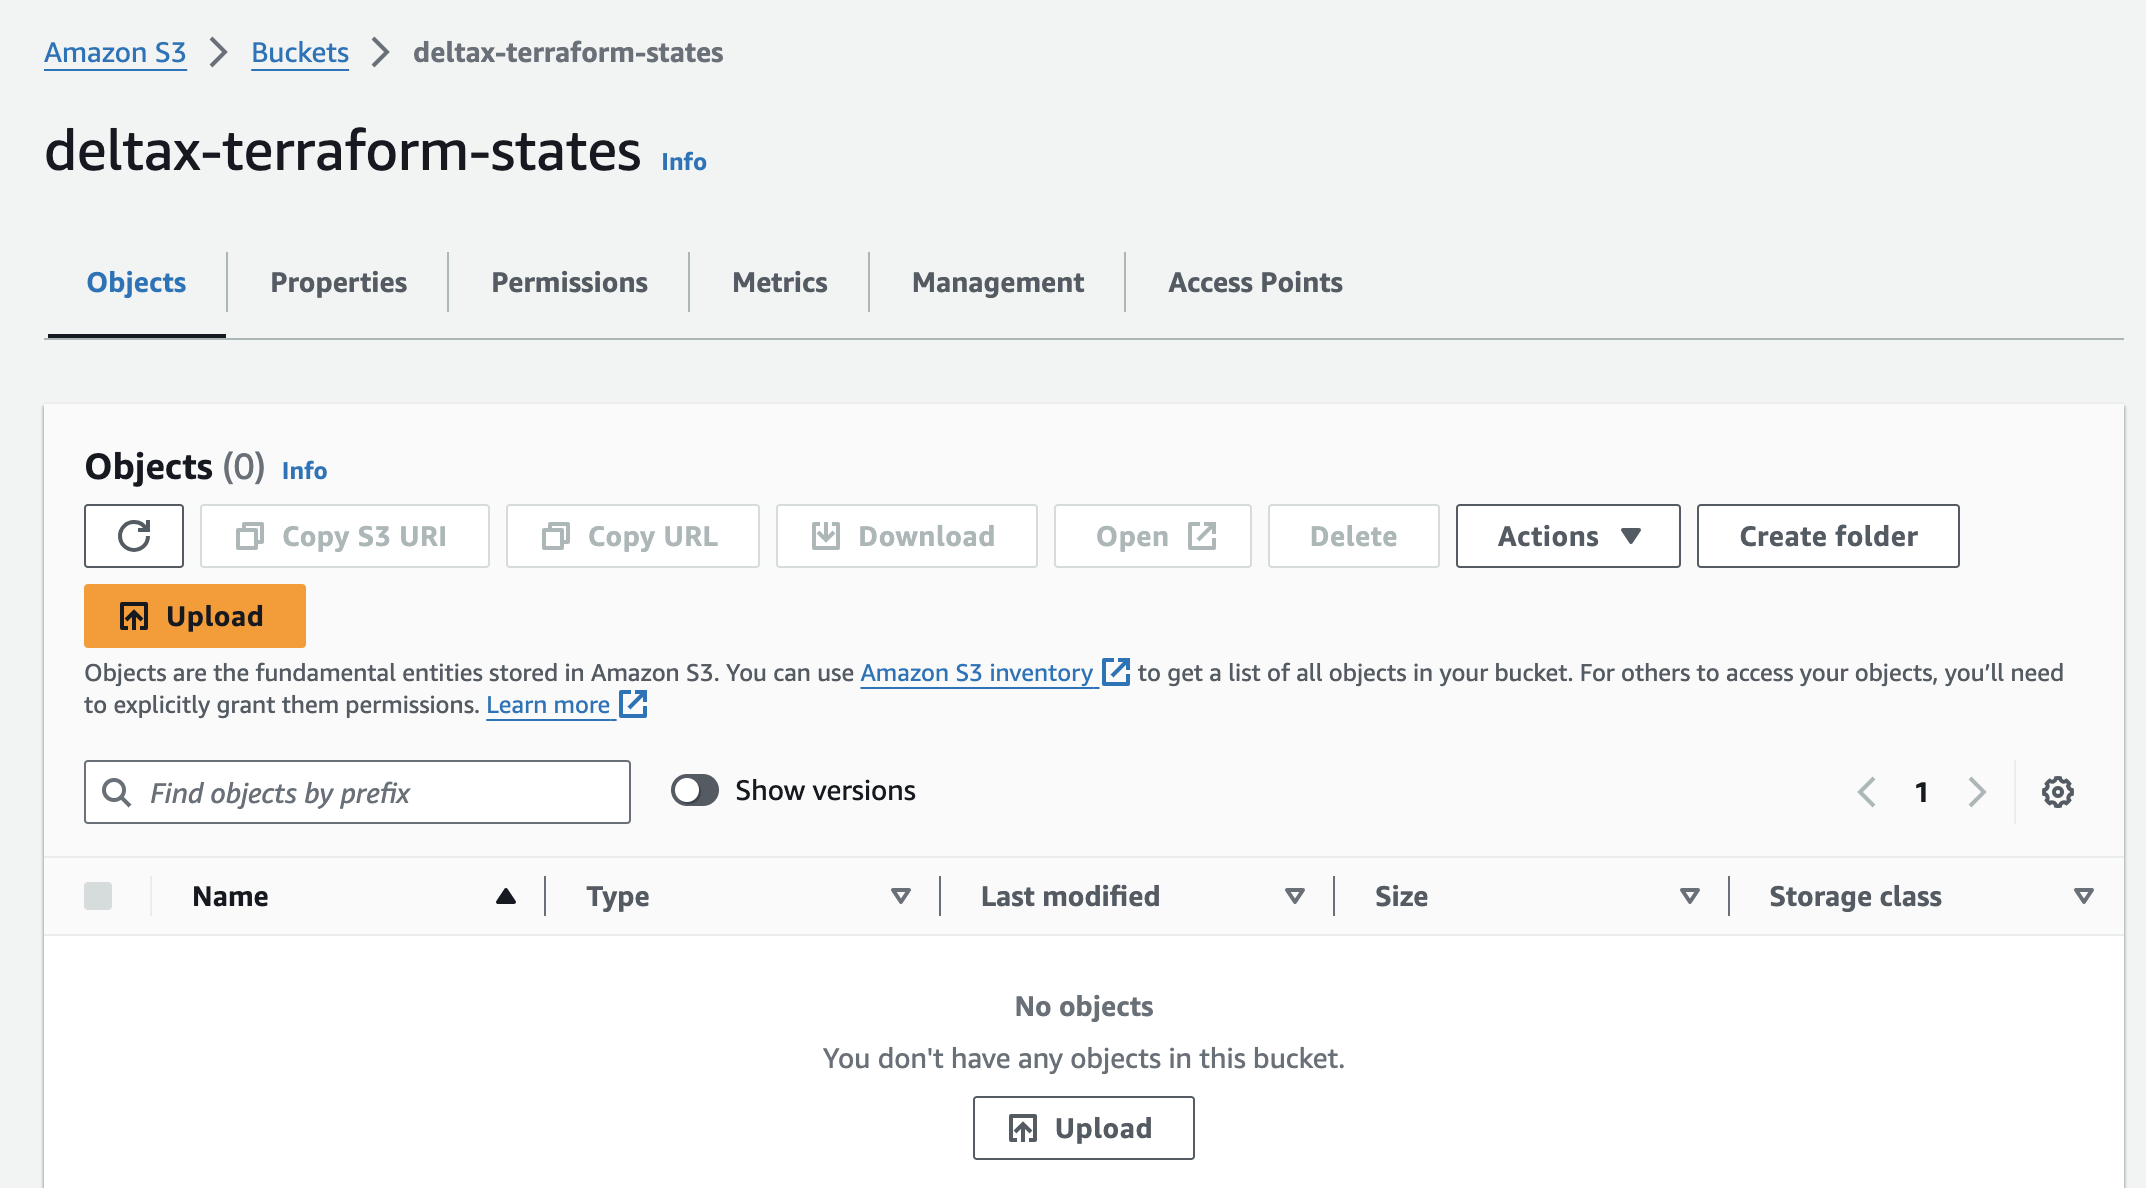 Amazon S3 > Buckets > deltax-terraform-states
deltax-terraform-states Info
Objects Properties Permissions Metrics Management Access Points
Objects (0) Info
Copy S3 URI Copy URL Download Open Delete Actions Create folder
Upload
Objects are the fundamental entities stored in Amazon S3. You can use Amazon S3 inventory to get a list of all objects in your bucket. For others to access your objects, you’ll need
to explicitly grant them permissions. Learn more
Find objects by prefix Show versions 1
Name Type Last modified Size Storage class
No objects
You don't have any objects in this bucket.
Upload